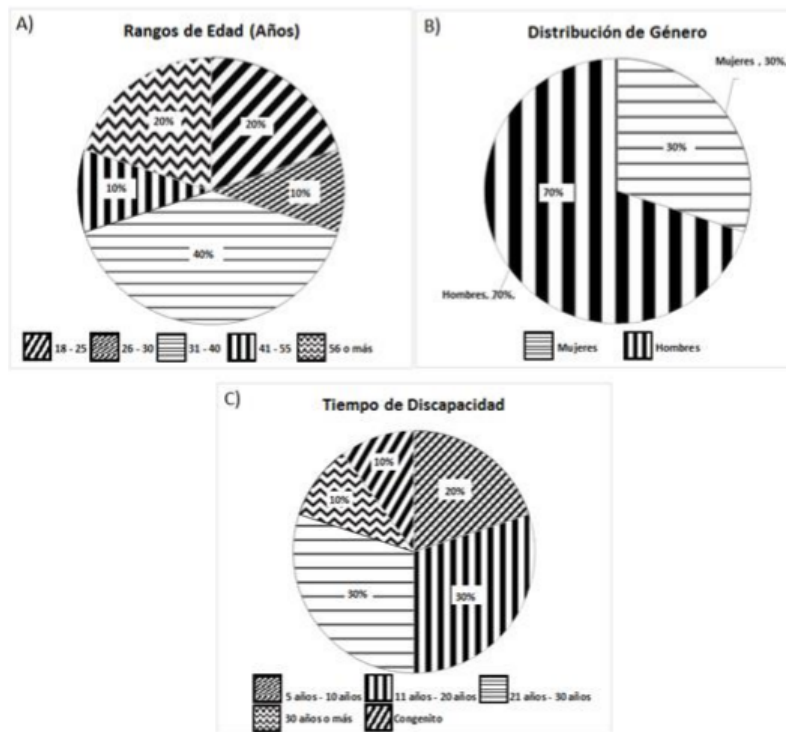 A)
Rangos de Edad (Años)
20%
20%
10%
10%
40%
18 - 25
26 - 30
31 - 40
41 - 55
56 o más
B)
Distribución de Género
Mujeres , 30%,
30%
70%
Hombres, 70%,
Mujeres
Hombres
C)
Tiempo de Discapacidad
10%
20%
10%
30%
30%
5 años - 10 años
11 años - 20 años
21 años - 30 años
30 años o más
Congenito